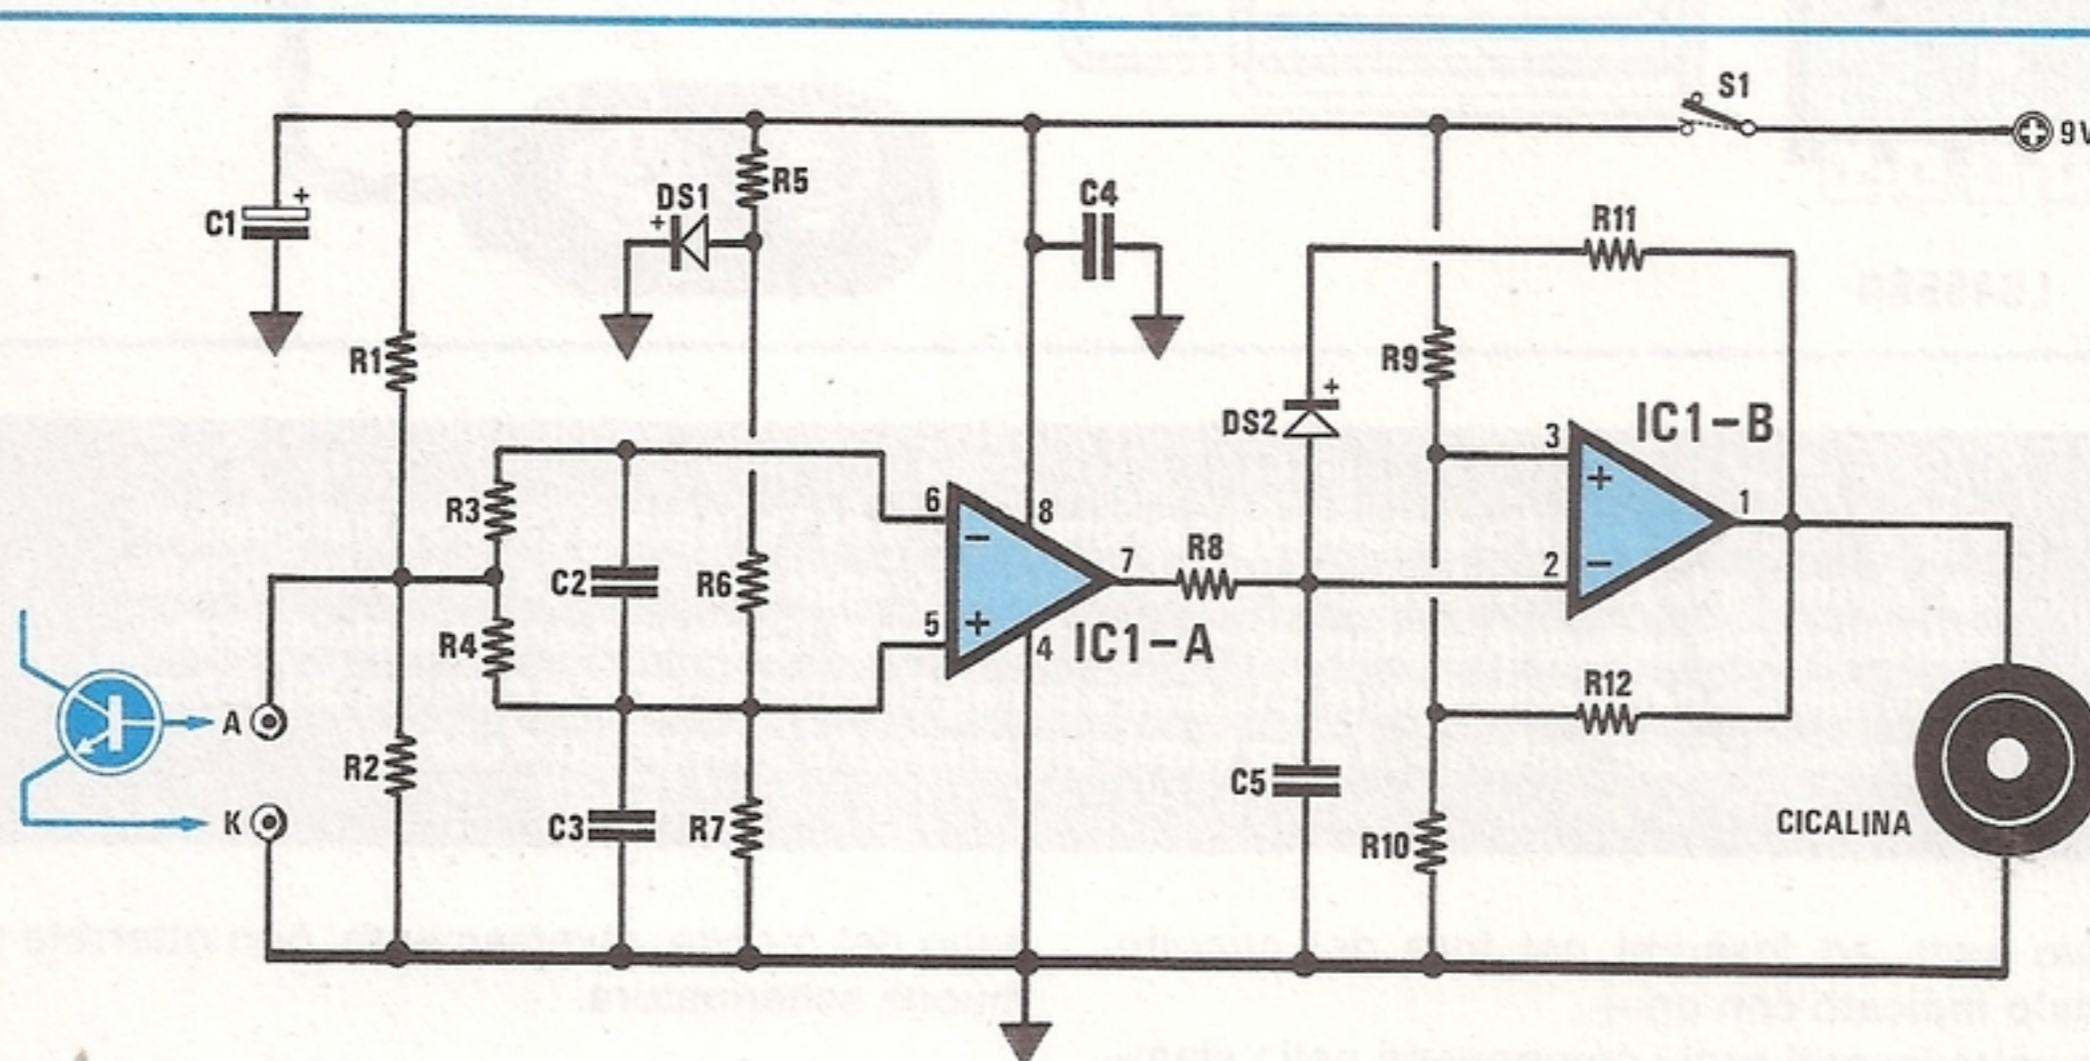 S1
9V
R5
DS1
+
C4
R11
C1
+
R1
R9
+
DS2
IC1-B
3
+
R3
6
8
−
1
C2
R6
7
R8
2
−
R4
5
+
4
IC1-A
R12
A
R2
C5
K
C3
R7
R10
CICALINA